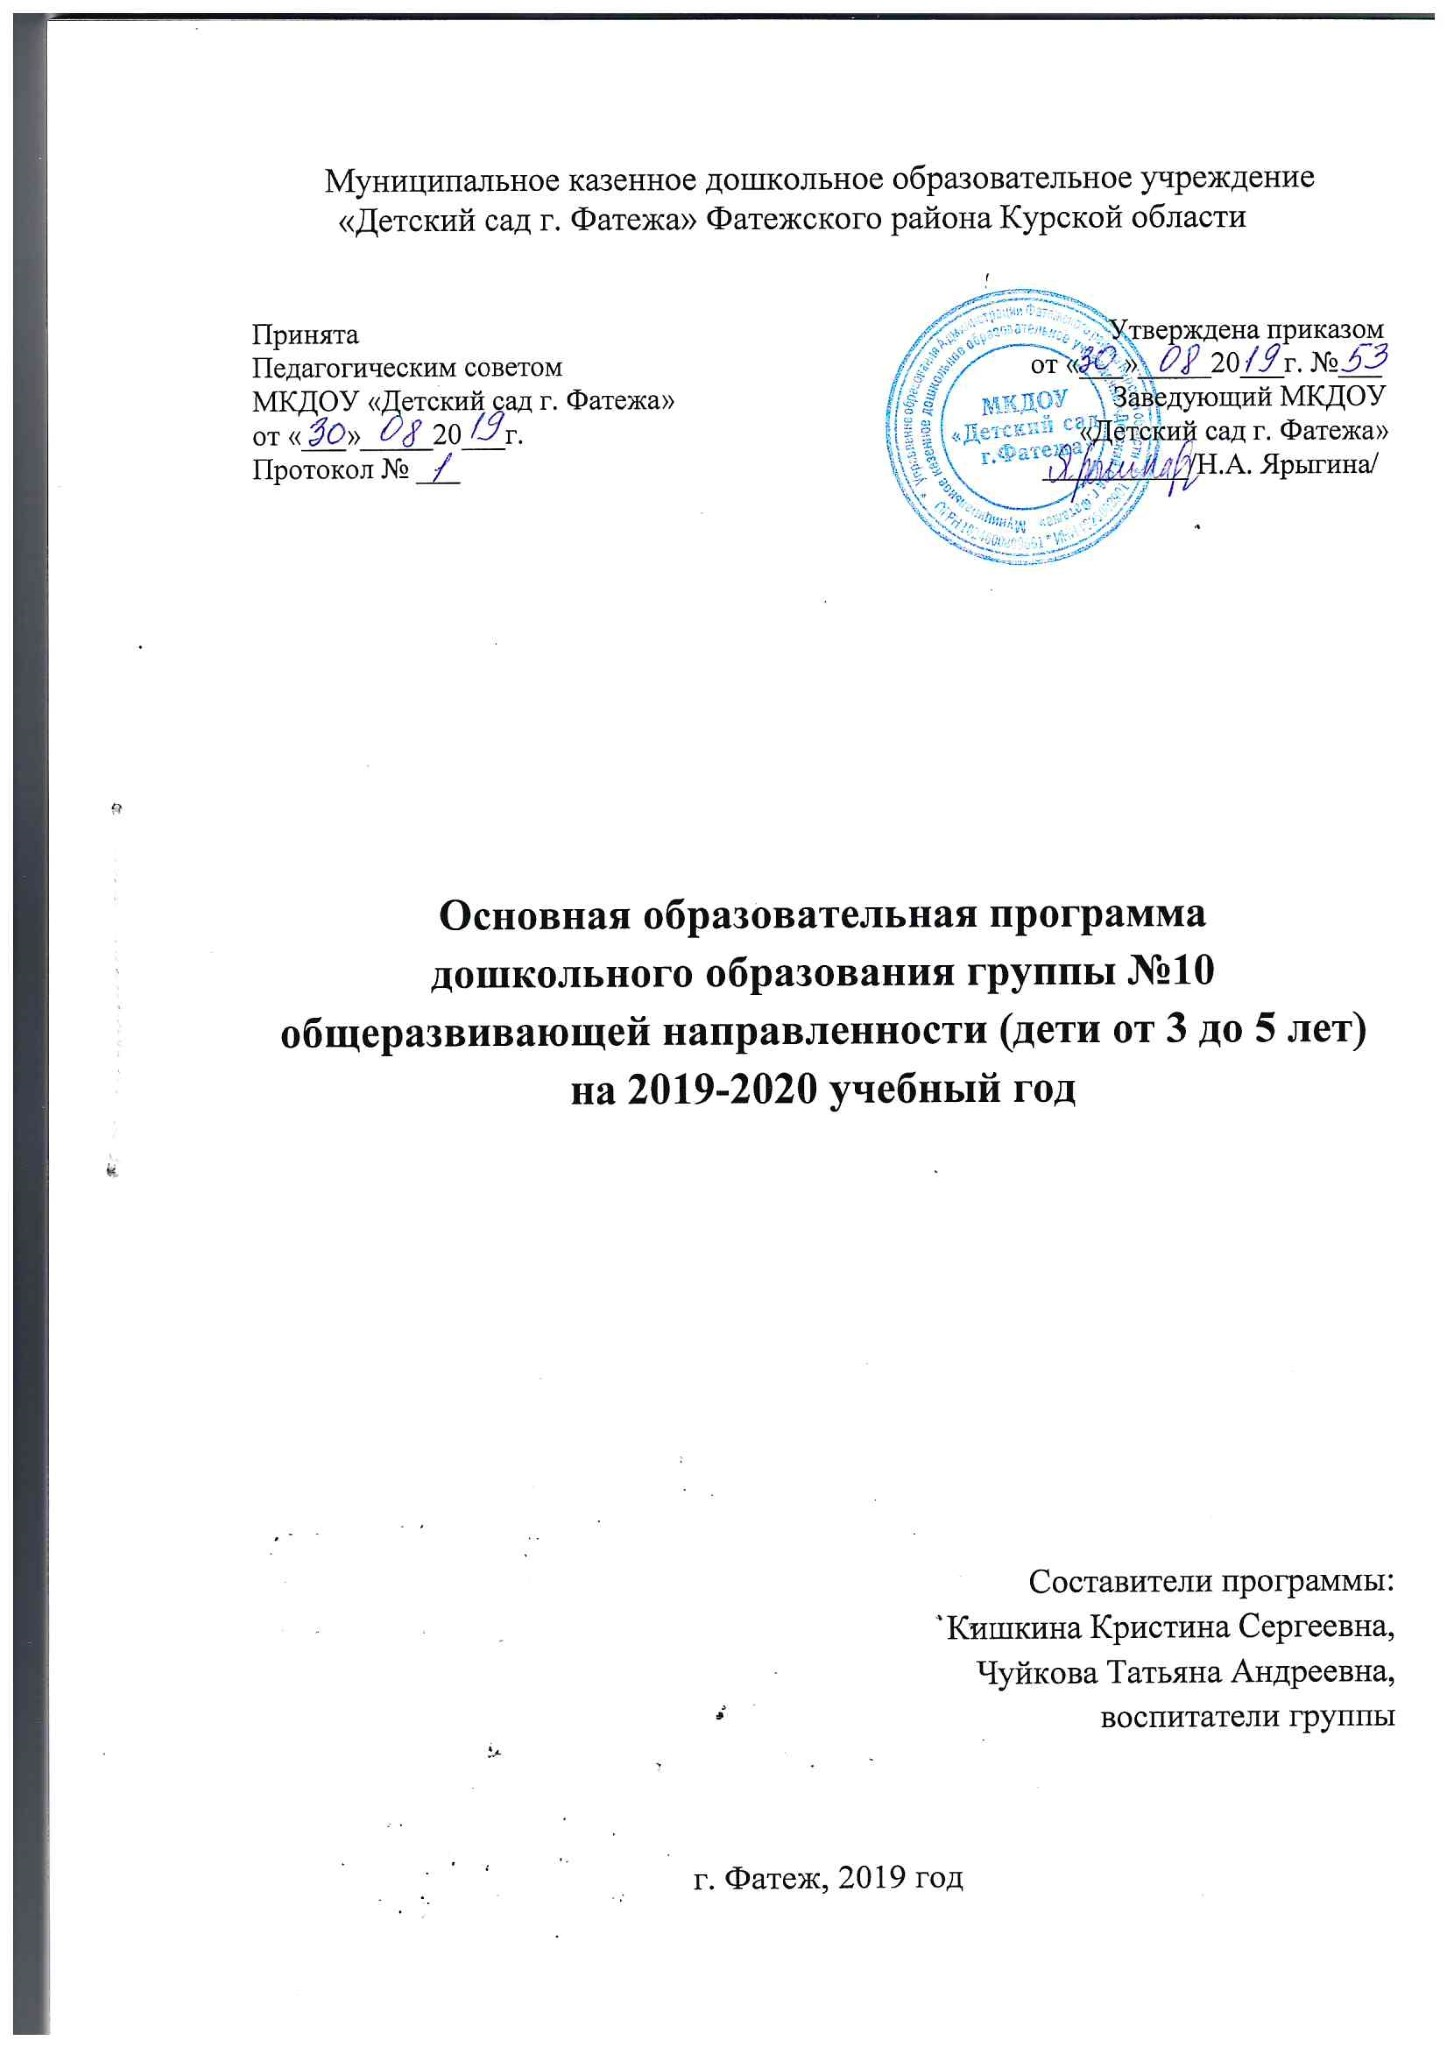 Муниципальное казенное дошкольное образовательное учреждение
«Детский сад г. Фатежа» Фатежского района Курской области
Принята
Педагогическим советом
МКДОУ «Детский сад г. Фатежа»
от «30» 08 2019г.
Протокол № 1
Утверждена приказом
от «30» 08 2019г. №53
Заведующий МКДОУ
«Детский сад г. Фатежа»
/Н.А. Ярыгина/
МКДОУ
«Детский сад
г.Фатежа»
Основная образовательная программа
дошкольного образования группы №10
общеразвивающей направленности (дети от 3 до 5 лет)
на 2019-2020 учебный год
Составители программы:
Кишкина Кристина Сергеевна,
Чуйкова Татьяна Андреевна,
воспитатели группы
г. Фатеж, 2019 год